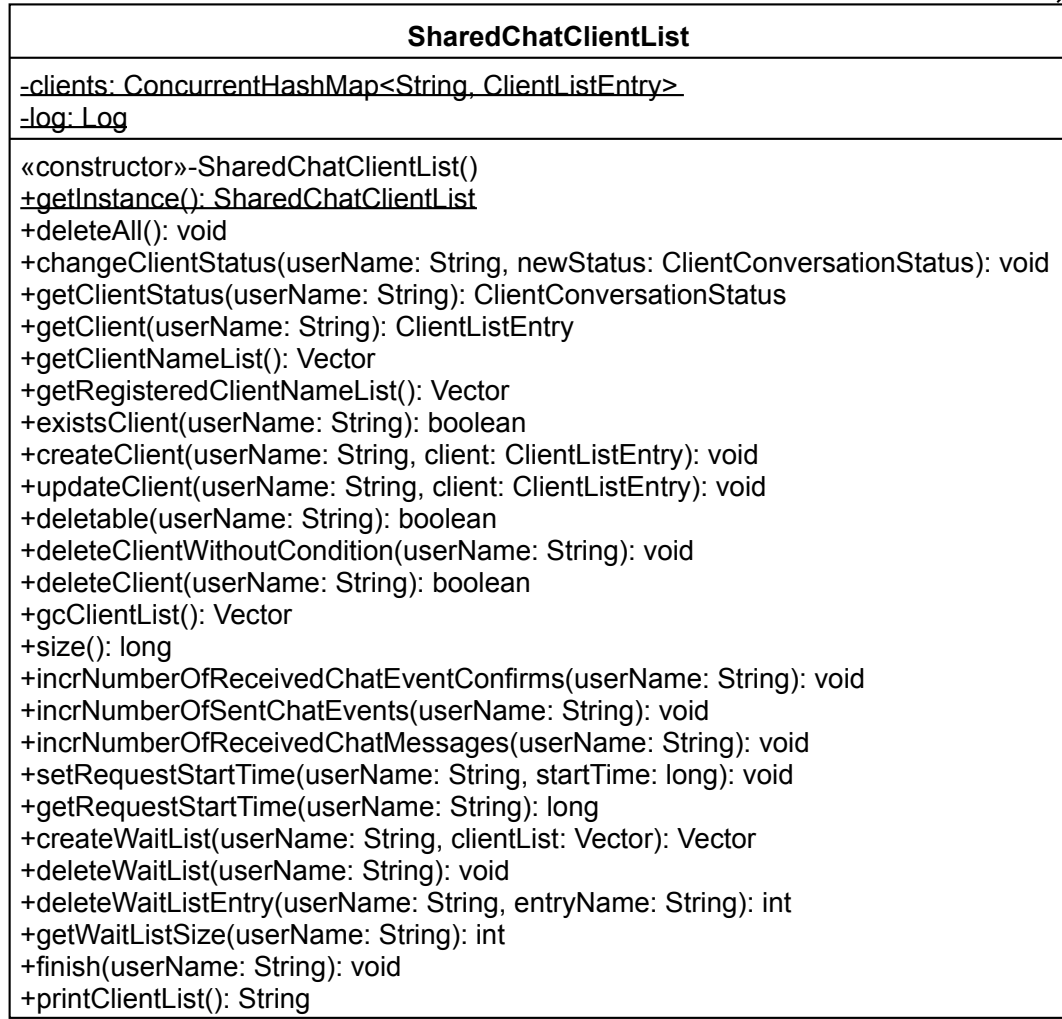 SharedChatClientList
-clients: ConcurrentHashMap<String, ClientListEntry>
-log: Log
«constructor»-SharedChatClientList()
+getInstance(): SharedChatClientList
+deleteAll(): void
+changeClientStatus(userName: String, newStatus: ClientConversationStatus): void
+getClientStatus(userName: String): ClientConversationStatus
+getClient(userName: String): ClientListEntry
+getClientNameList(): Vector
+getRegisteredClientNameList(): Vector
+existsClient(userName: String): boolean
+createClient(userName: String, client: ClientListEntry): void
+updateClient(userName: String, client: ClientListEntry): void
+deletable(userName: String): boolean
+deleteClientWithoutCondition(userName: String): void
+deleteClient(userName: String): boolean
+gcClientList(): Vector
+size(): long
+incrNumberOfReceivedChatEventConfirms(userName: String): void
+incrNumberOfSentChatEvents(userName: String): void
+incrNumberOfReceivedChatMessages(userName: String): void
+setRequestStartTime(userName: String, startTime: long): void
+getRequestStartTime(userName: String): long
+createWaitList(userName: String, clientList: Vector): Vector
+deleteWaitList(userName: String): void
+deleteWaitListEntry(userName: String, entryName: String): int
+getWaitListSize(userName: String): int
+finish(userName: String): void
+printClientList(): String